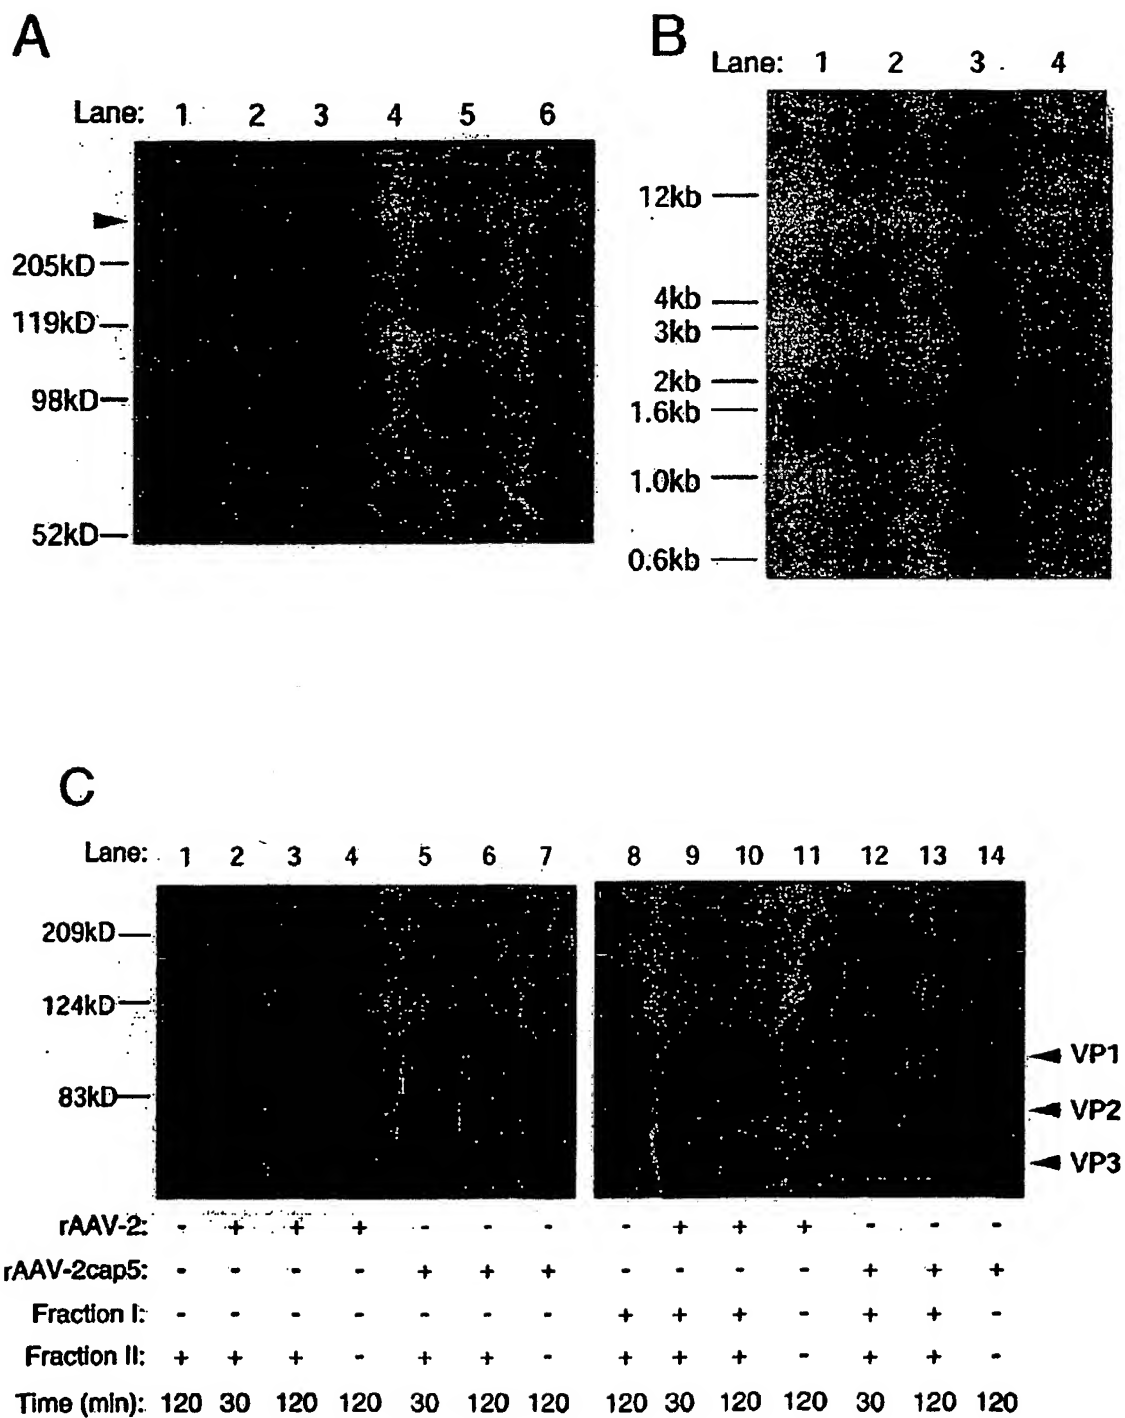 A
Lane: 1 2 3 4 5 6
205kD
119kD
98kD
52kD
B
Lane: 1 2 3 4
12kb
4kb
3kb
2kb
1.6kb
1.0kb
0.6kb
C
Lane: 1 2 3 4 5 6 7 8 9 10 11 12 13 14
209kD
124kD
83kD
VP1
VP2
VP3
rAAV-2: - + + + - - - - + + + - - -
rAAV-2cap5: - - - - + + + - - - - + + +
Fraction I: - - - - - - - + + + - + + -
Fraction II: + + + - + + - + + + - + + -
Time (min): 120 30 120 120 30 120 120 120 30 120 120 30 120 120